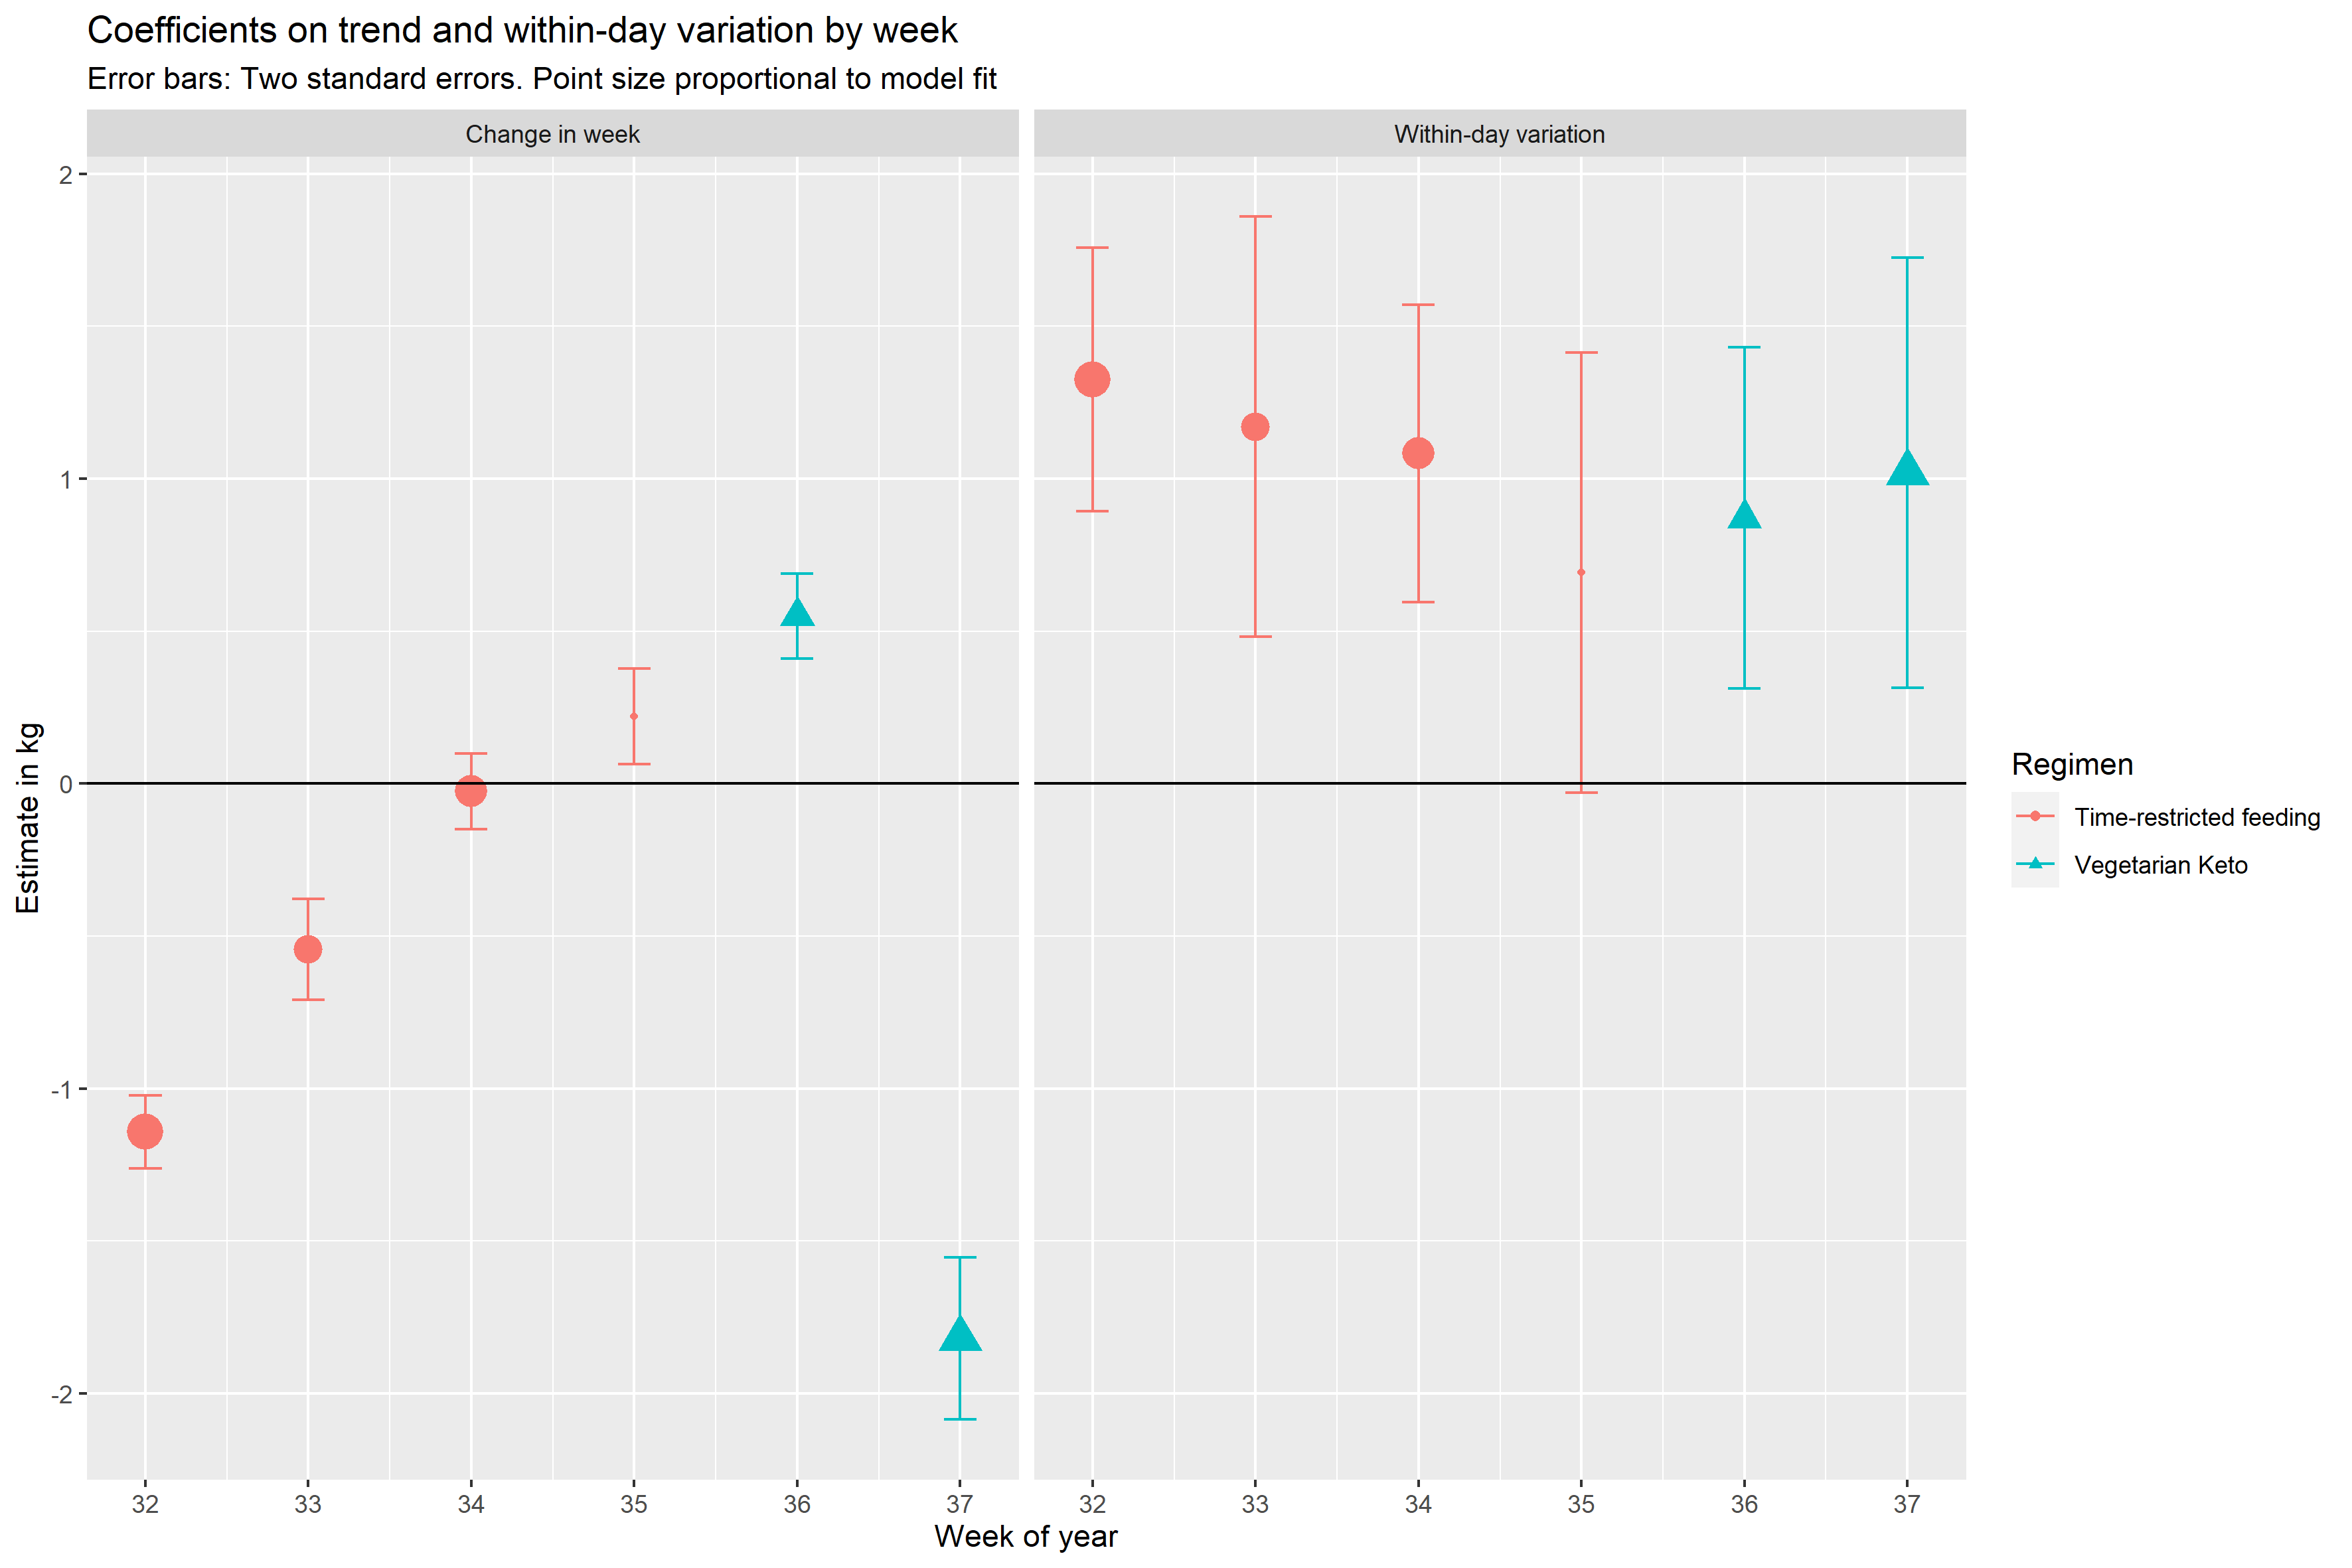 Coefficients on trend and within-day variation by week
Error bars: Two standard errors. Point size proportional to model fit
Change in week
Within-day variation
2
1
0
-1
-2
Estimate in kg
32 33 34 35 36 37
32 33 34 35 36 37
Week of year
Regimen
Time-restricted feeding
Vegetarian Keto